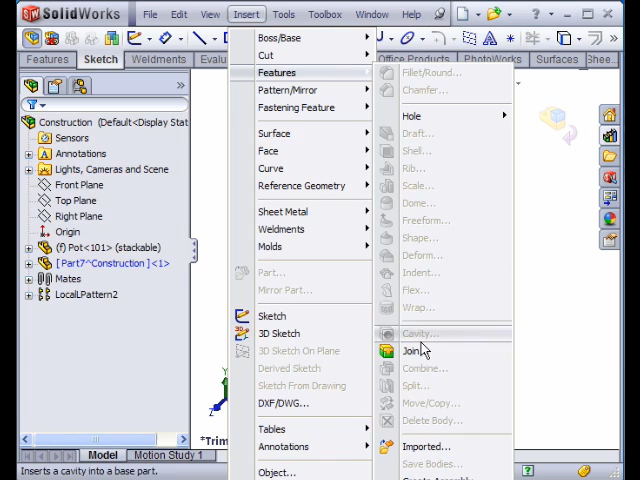 SolidWorks File Edit View Insert Tools Toolbox Window Help
Features Sketch Weldments Evalu Office Products PhotoWorks Surfaces Shee...
Construction (Default<Display Stat
Sensors
Annotations
Lights, Cameras and Scene
Front Plane
Top Plane
Right Plane
Origin
(f) Pot<101> (stackable)
[ Part7^Construction ]<1>
Mates
LocalLPattern2
Boss/Base
Cut
Features
Pattern/Mirror
Fastening Feature
Surface
Face
Curve
Reference Geometry
Sheet Metal
Weldments
Molds
Part...
Mirror Part...
Sketch
3D Sketch
3D Sketch On Plane
Derived Sketch
Sketch From Drawing
DXF/DWG...
Tables
Annotations
Object...
Fillet/Round...
Chamfer...
Hole
Draft...
Shell...
Rib...
Scale...
Dome...
Freeform...
Shape...
Deform...
Indent...
Flex...
Wrap...
Cavity...
Join
Combine...
Split...
Move/Copy...
Delete Body...
Imported...
Save Bodies...
Create Assembly
*Trim
Model Motion Study 1
Inserts a cavity into a base part.